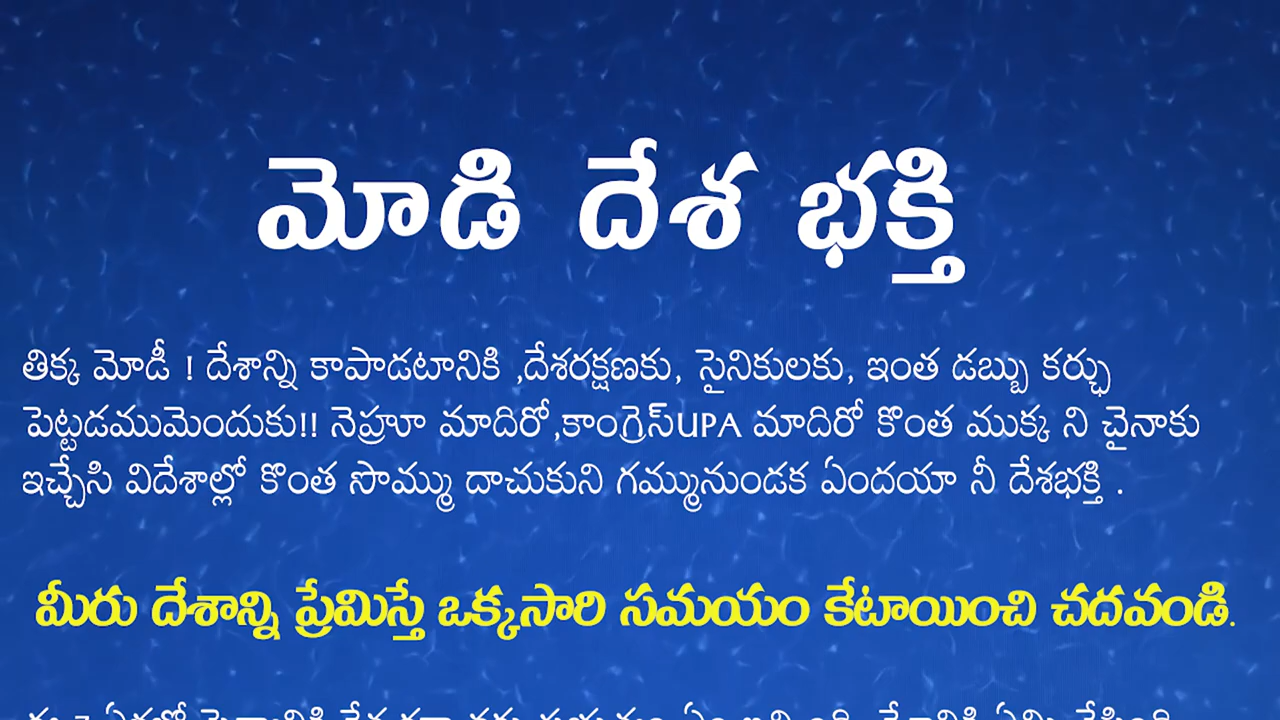 మోడి దేశ భక్తి
తిక్క మోడీ ! దేశాన్ని కాపాడటానికి ,దేశరక్షణకు, సైనికులకు, ఇంత డబ్బు కర్ఛు
పెట్టడముమెందుకు!! నెహ్రూ మాదిరో,కాంగ్రెస్UPA మాదిరో కొంత ముక్క ని చైనాకు
ఇచ్చేసి విదేశాల్లో కొంత సొమ్ము దాచుకుని గమ్మునుండక ఏందయా నీ దేశభక్తి .
మీరు దేశాన్ని ప్రేమిస్తే ఒక్కసారి సమయం కేటాయించి చదవండి.